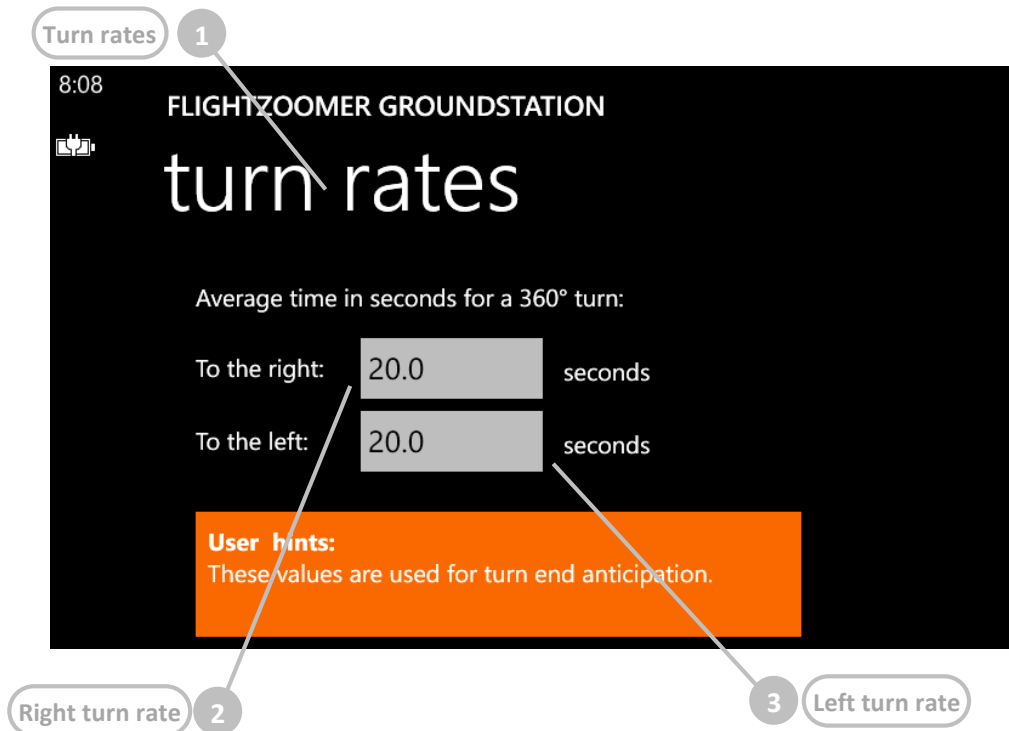 Turn rates 1
8:08
FLIGHTZOOMER GROUNDSTATION
turn rates
Average time in seconds for a 360° turn:
To the right: 20.0 seconds
To the left: 20.0 seconds
User hints:
These values are used for turn end anticipation.
Right turn rate 2
3 Left turn rate